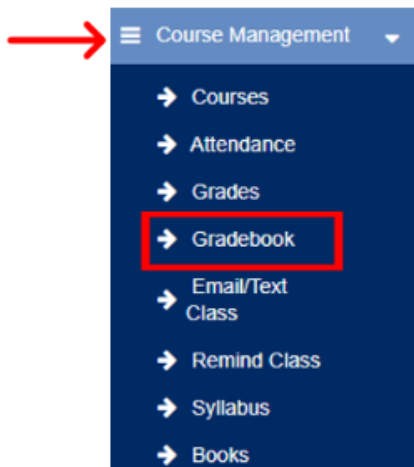 Course Management
Courses
Attendance
Grades
Gradebook
Email/Text
Class
Remind Class
Syllabus
Books